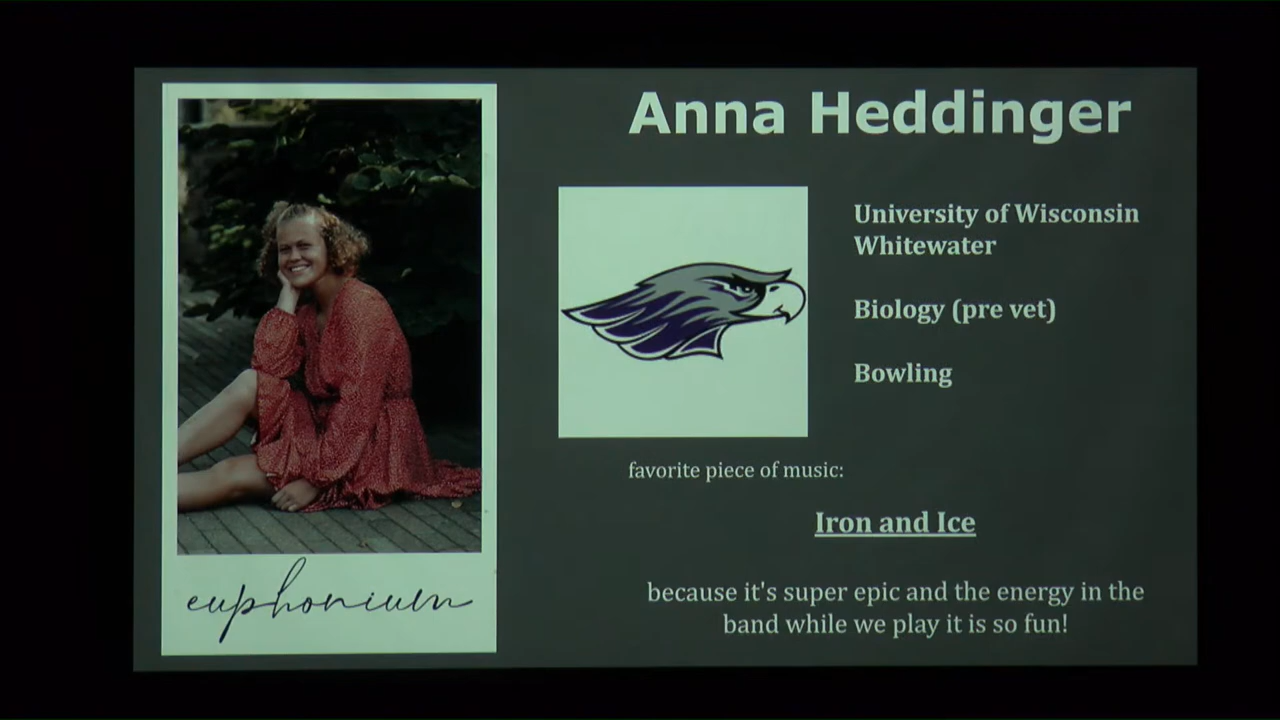 Anna Heddinger
University of Wisconsin
Whitewater
Biology (pre vet)
Bowling
favorite piece of music:
Iron and Ice
because it's super epic and the energy in the
band while we play it is so fun!
euphonium